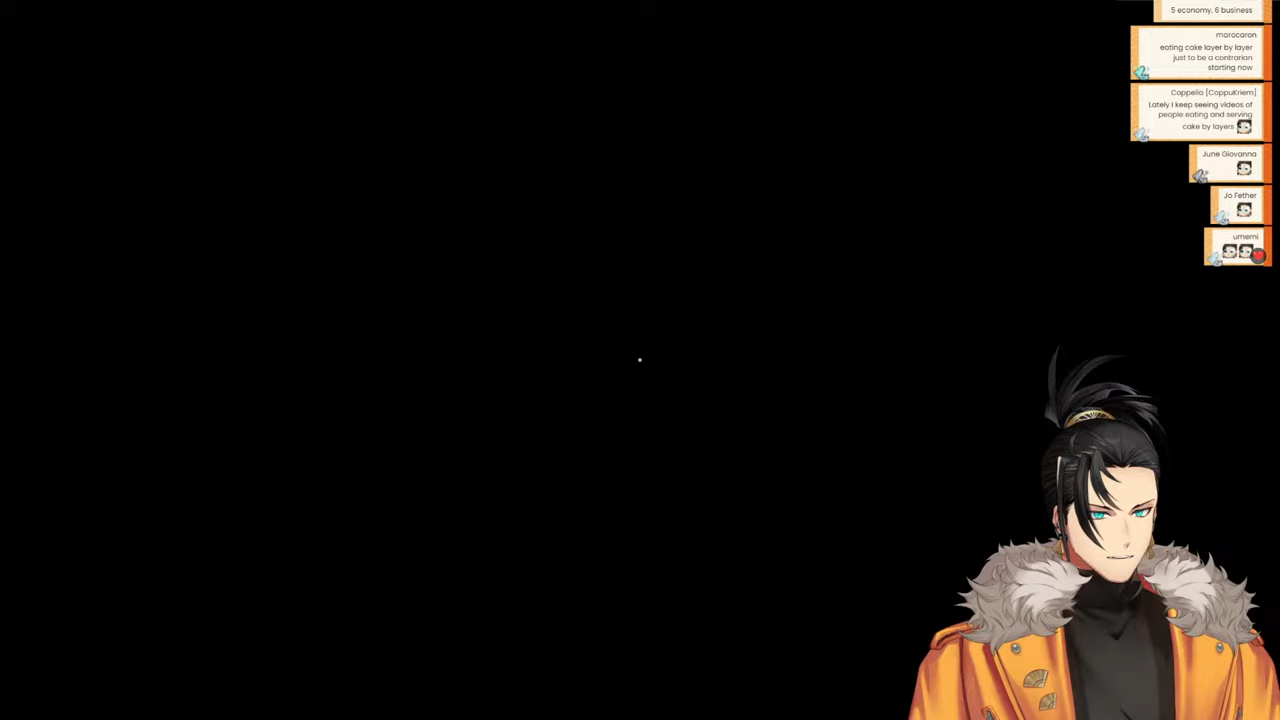 5 economy, 6 business
marocaron
eating cake layer by layer
just to be a contrarian
starting now
Coppelia [CoppuKriem]
Lately I keep seeing videos of
people eating and serving
cake by layers
June Giovanna
Jo Fether
umemi